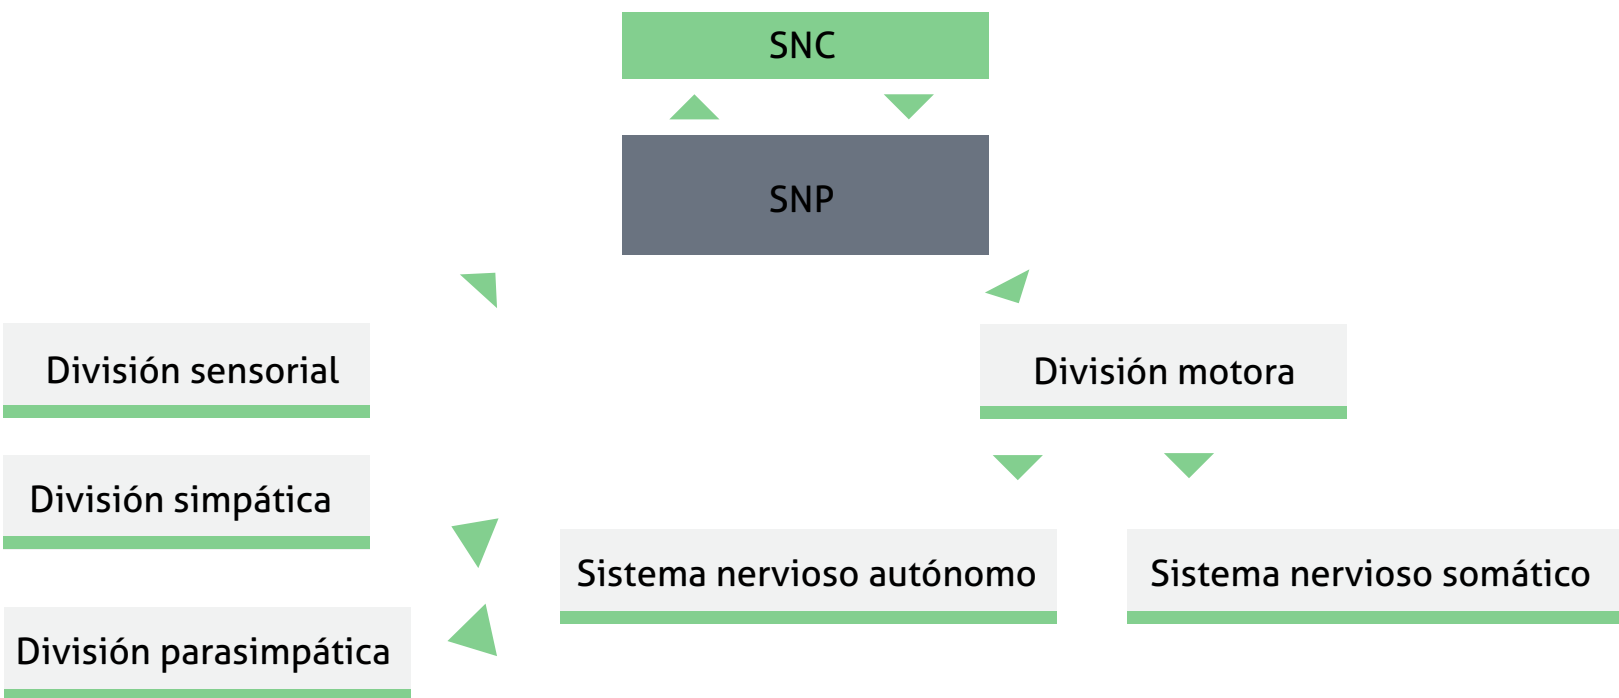 SNC
SNP
División sensorial
División motora
División simpática
Sistema nervioso autónomo
Sistema nervioso somático
División parasimpática